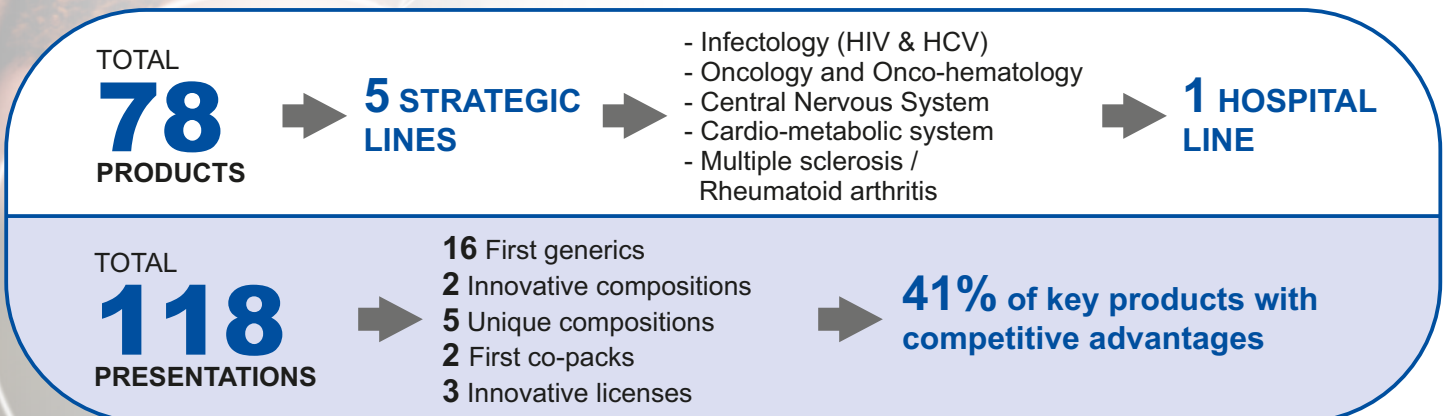 TOTAL
78
PRODUCTS
5 STRATEGIC
LINES
- Infectology (HIV & HCV)
- Oncology and Onco-hematology
- Central Nervous System
- Cardio-metabolic system
- Multiple sclerosis /
Rheumatoid arthritis
1 HOSPITAL
LINE
TOTAL
118
PRESENTATIONS
16 First generics
2 Innovative compositions
5 Unique compositions
2 First co-packs
3 Innovative licenses
41% of key products with
competitive advantages